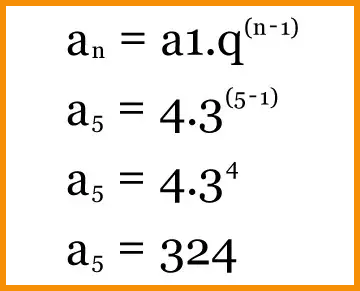 aₙ = a1.q⁽ⁿ⁻¹⁾
a₅ = 4.3⁽⁵⁻¹⁾
a₅ = 4.3⁴
a₅ = 324